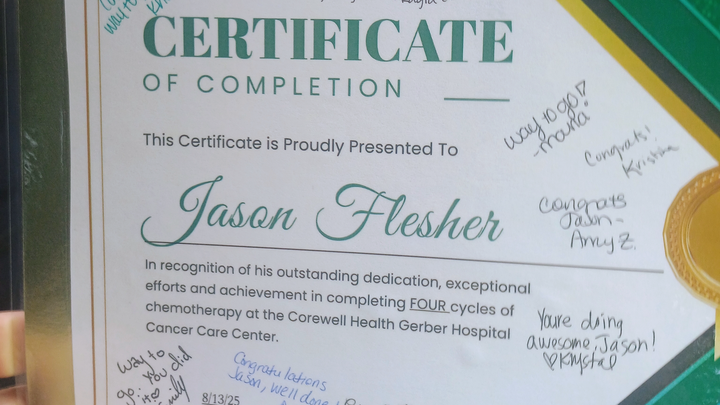 way to
CERTIFICATE
OF COMPLETION
This Certificate is Proudly Presented To
way to go!!
- Maria
Congrats!
Kristina
Jason Flesher
Congrats
Jason -
Amy Z.
In recognition of his outstanding dedication, exceptional
efforts and achievement in completing FOUR cycles of
chemotherapy at the Corewell Health Gerber Hospital
Cancer Care Center.
You're doing
awesome, Jason!
♡Krystal
way to
go! You did
it♡
Congratulations
Jason, well done!
8/13/25